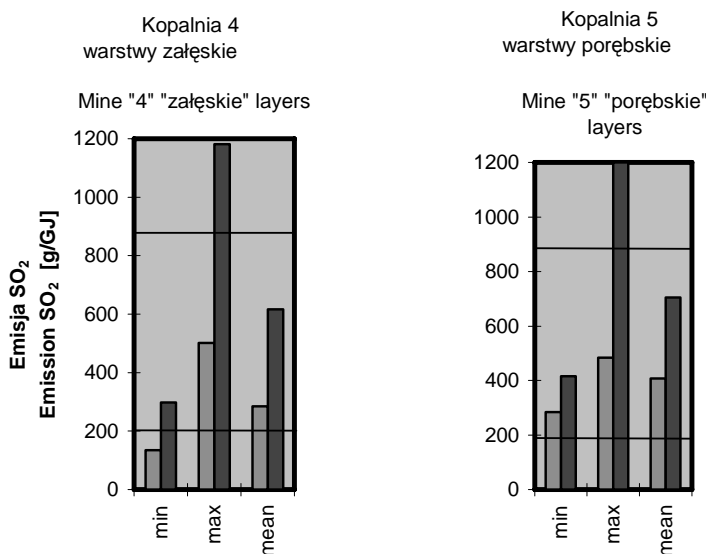 Kopalnia 4
warstwy załęskie
Mine "4" "załęskie" layers
Emisja SO₂
Emission SO₂ [g/GJ]
1200
1000
800
600
400
200
0
min
max
mean
Kopalnia 5
warstwy porębskie
Mine "5" "porębskie"
layers
1200
1000
800
600
400
200
0
min
max
mean